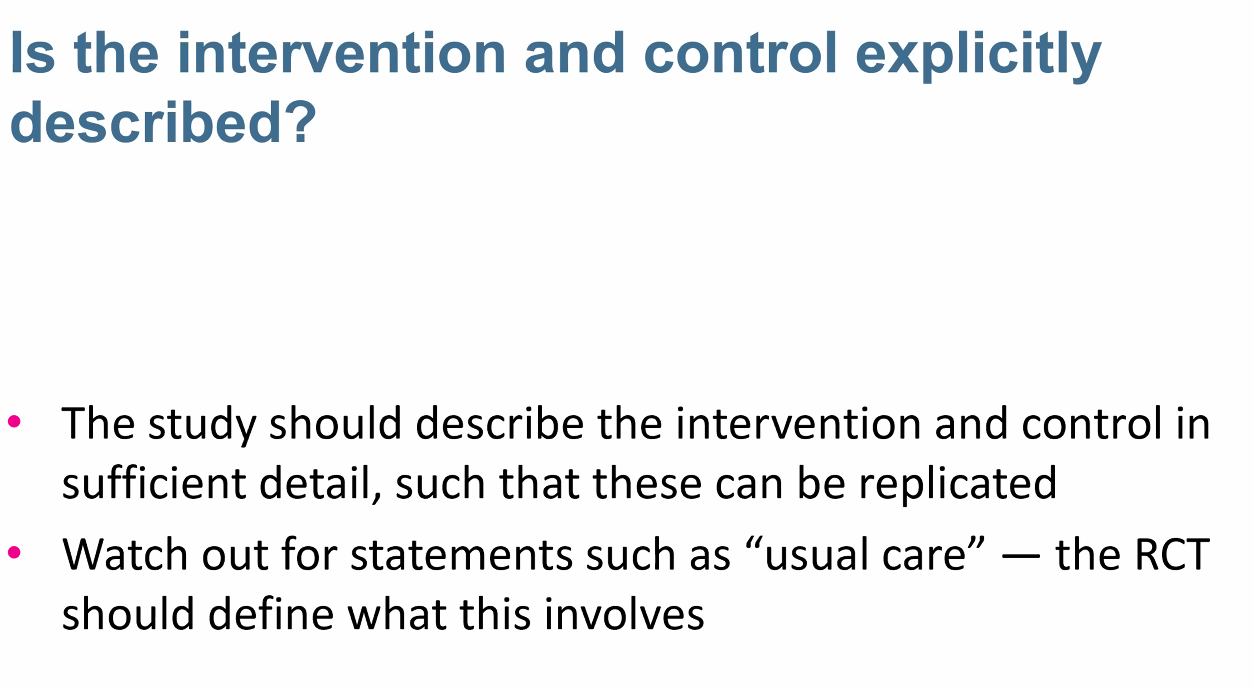 Is the intervention and control explicitly
described?
• The study should describe the intervention and control in
sufficient detail, such that these can be replicated
• Watch out for statements such as “usual care” — the RCT
should define what this involves